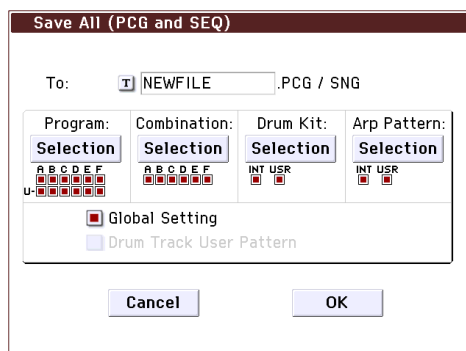 Save All (PCG and SEQ)
To: T NEWFILE .PCG / SNG
Program: Combination: Drum Kit: Arp Pattern:
Selection Selection Selection Selection
A B C D E F A B C D E F INT USR INT USR
U-
Global Setting
Drum Track User Pattern
Cancel OK